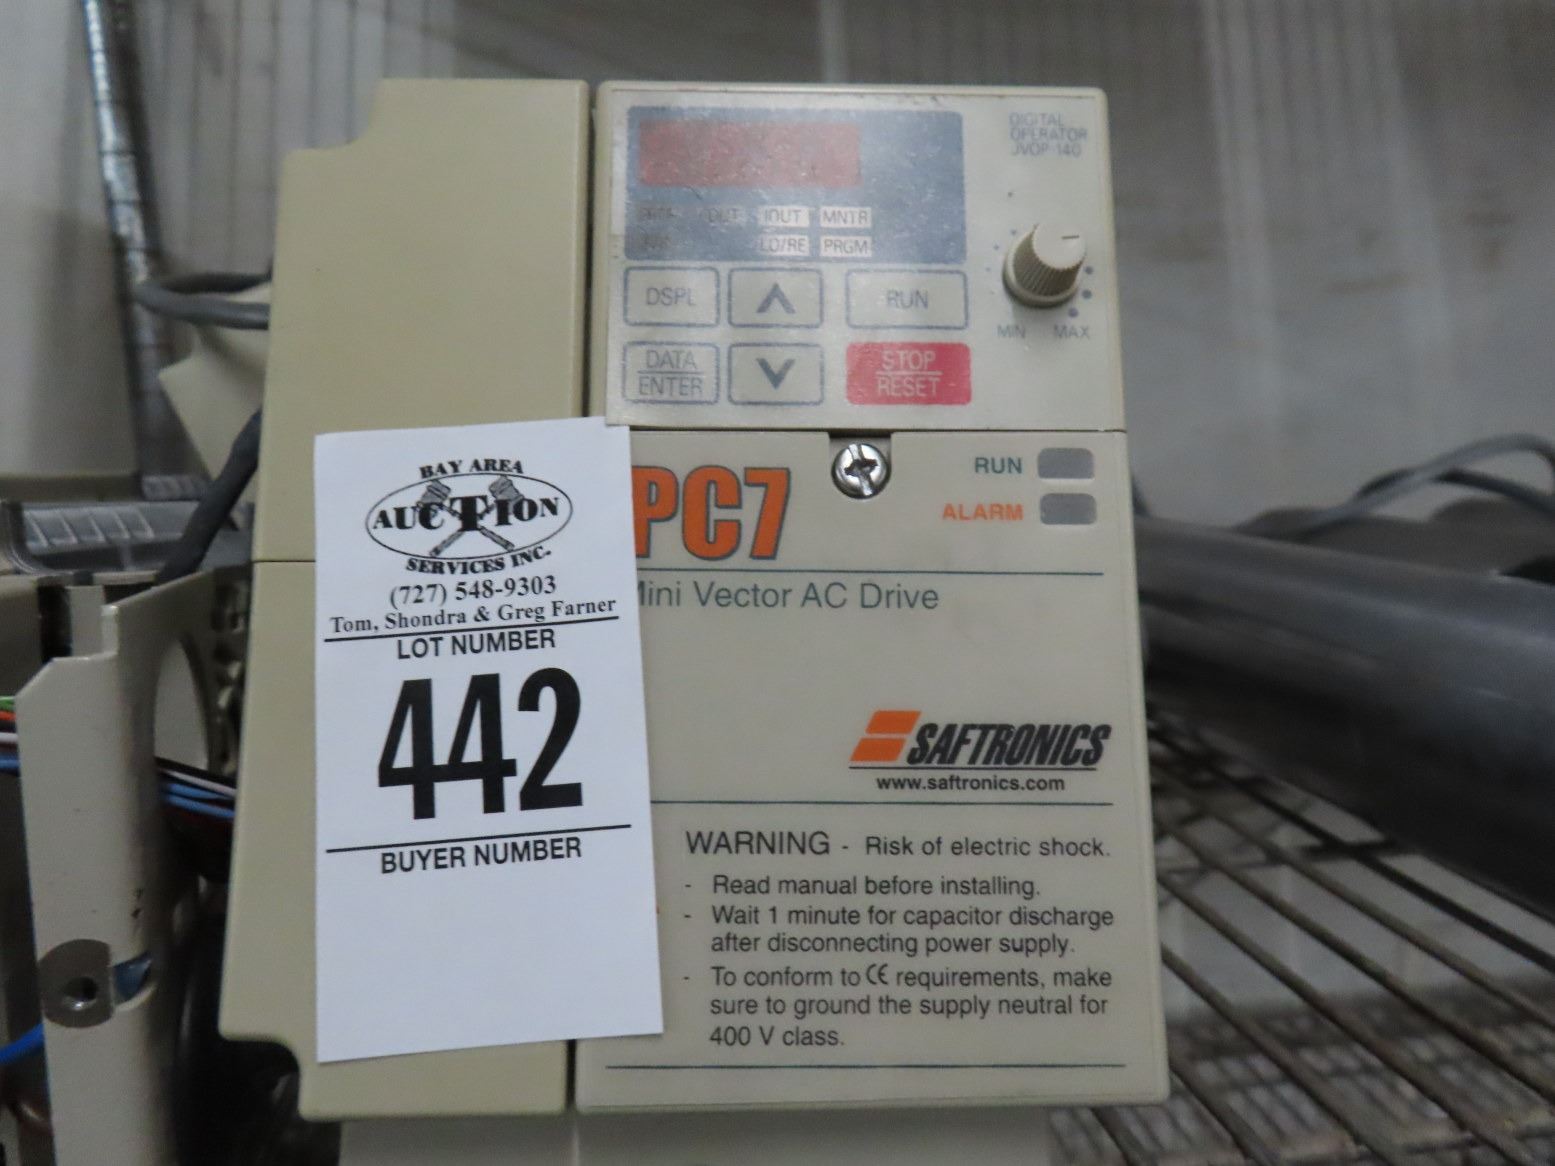 DIGITAL
OPERATOR
JVOP-140
IOUT MNTR
LO/RE PRGM
DSPL RUN
DATA
ENTER
STOP
RESET
MIN MAX
BAY AREA
AUCTION
SERVICES INC.
(727) 548-9303
Tom, Shondra & Greg Farner
LOT NUMBER
442
BUYER NUMBER
PC7
RUN
ALARM
Mini Vector AC Drive
SAFTRONICS
www.saftronics.com
WARNING - Risk of electric shock.
- Read manual before installing.
- Wait 1 minute for capacitor discharge
after disconnecting power supply.
- To conform to CE requirements, make
sure to ground the supply neutral for
400 V class.